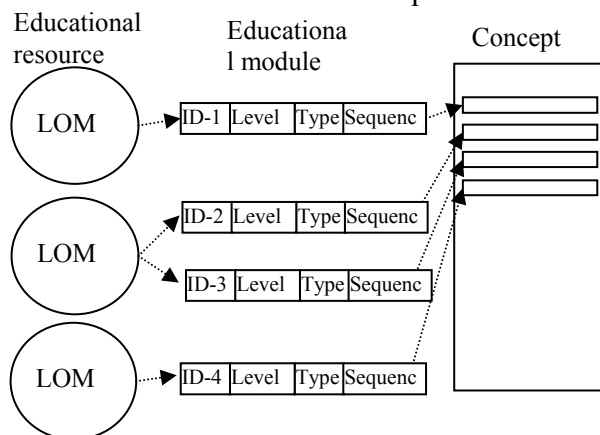 Educational
resource
Educationa
l module
Concept
LOM
ID-1 Level Type Sequenc
LOM
ID-2 Level Type Sequenc
ID-3 Level Type Sequenc
LOM
ID-4 Level Type Sequenc